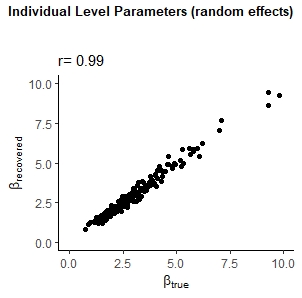 Individual Level Parameters (random effects)
r= 0.99
10.0
7.5
5.0
2.5
0.0
βrecovered
0.0 2.5 5.0 7.5 10.0
βtrue